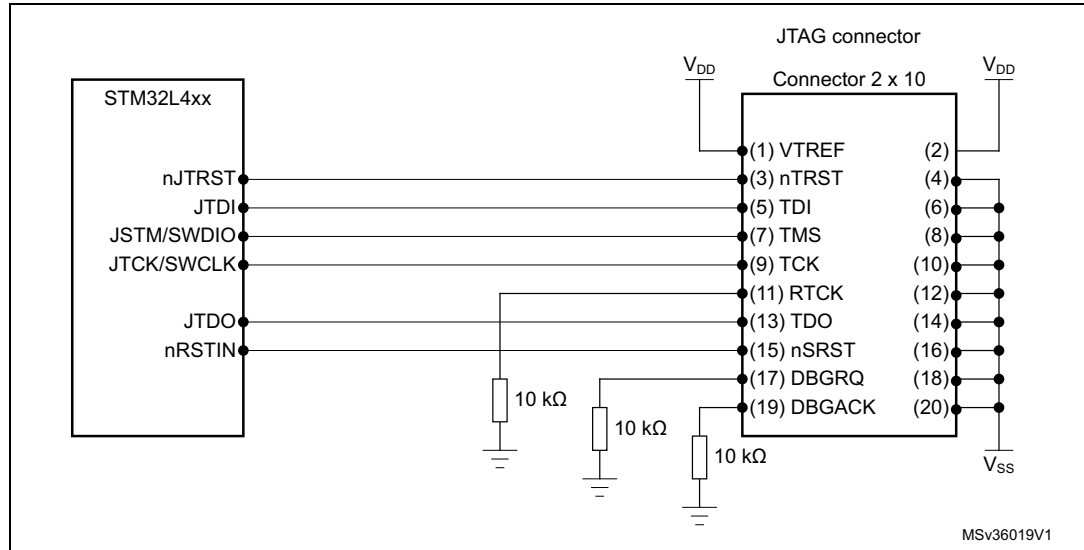 JTAG connector
V_DD
Connector 2 x 10
V_DD
STM32L4xx
(1) VTREF (2)
nJTRST (3) nTRST (4)
JTDI (5) TDI (6)
JSTM/SWDIO (7) TMS (8)
JTCK/SWCLK (9) TCK (10)
(11) RTCK (12)
JTDO (13) TDO (14)
nRSTIN (15) nSRST (16)
(17) DBGRQ (18)
10 kΩ
(19) DBGACK (20)
10 kΩ
10 kΩ
V_SS
MSv36019V1